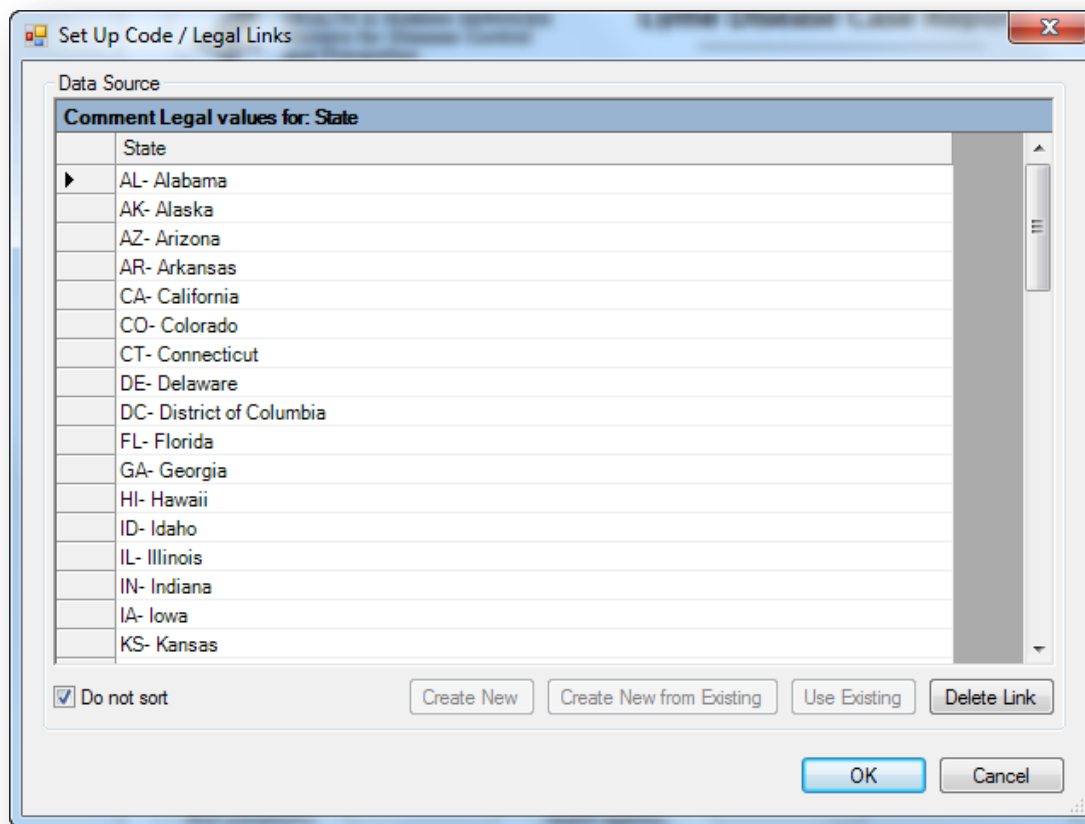 Set Up Code / Legal Links
Data Source
Comment Legal values for: State
State
AL- Alabama
AK- Alaska
AZ- Arizona
AR- Arkansas
CA- California
CO- Colorado
CT- Connecticut
DE- Delaware
DC- District of Columbia
FL- Florida
GA- Georgia
HI- Hawaii
ID- Idaho
IL- Illinois
IN- Indiana
IA- Iowa
KS- Kansas
Do not sort Create New Create New from Existing Use Existing Delete Link
OK Cancel